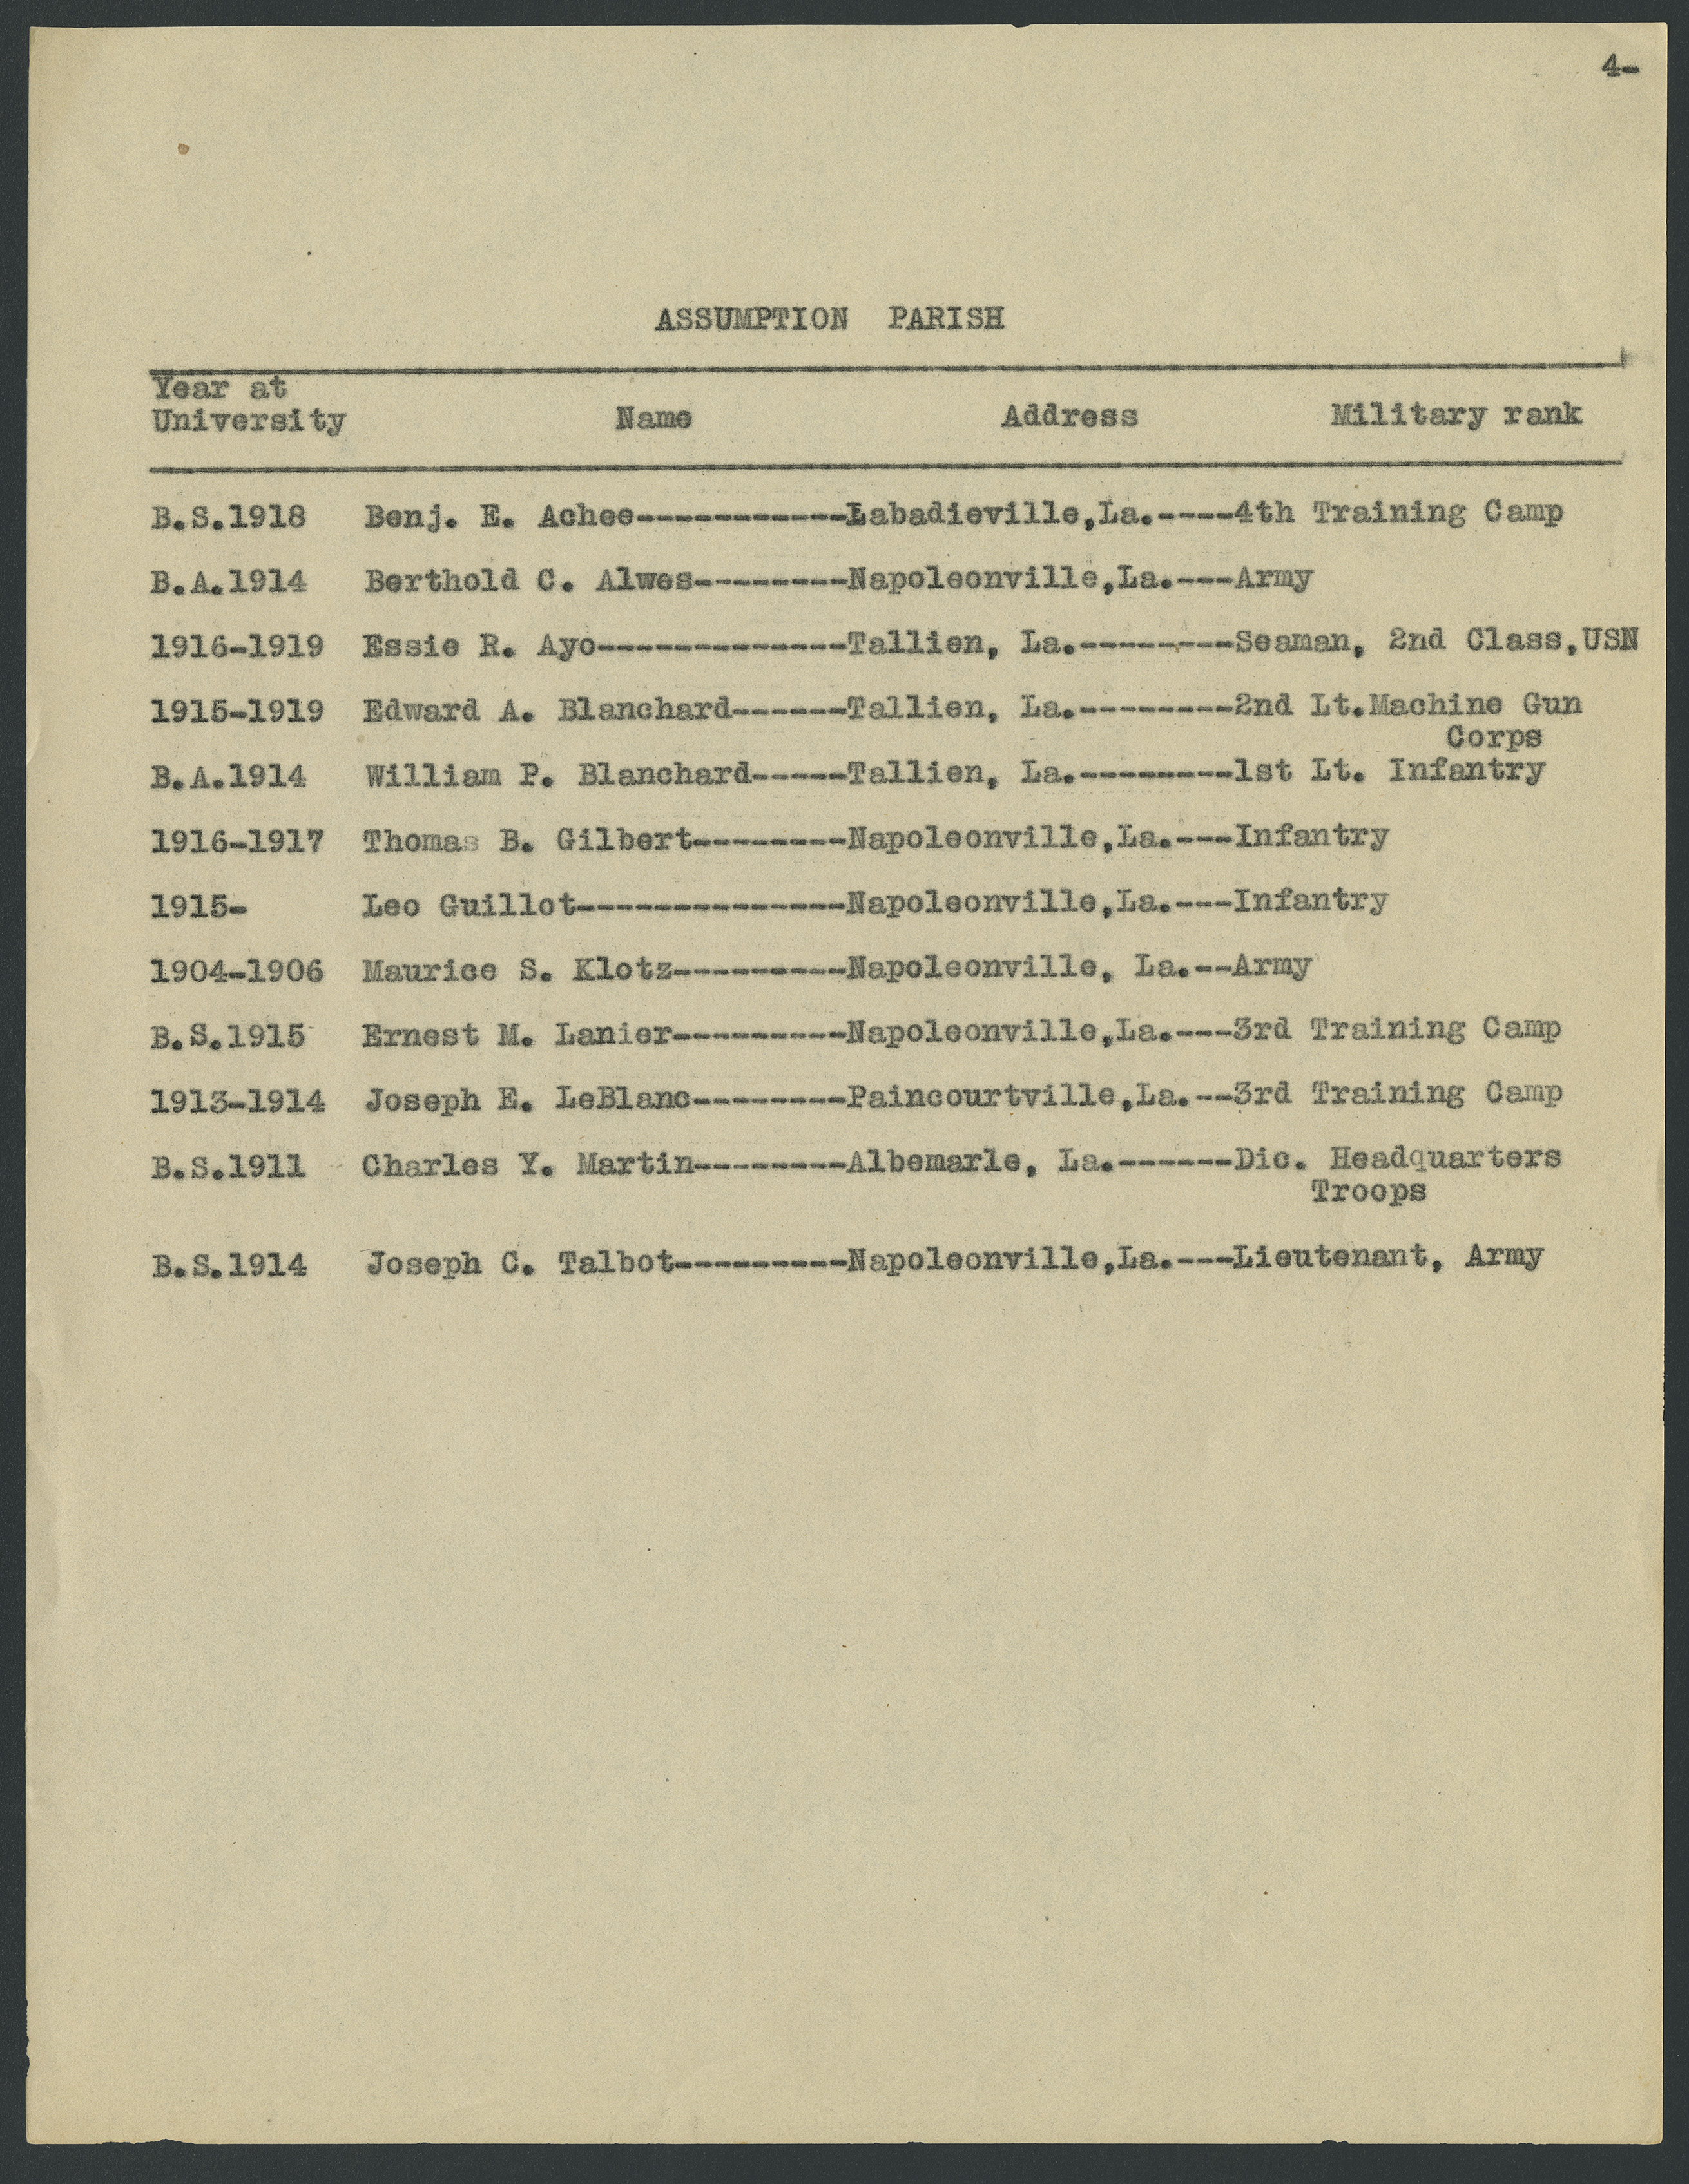 4-
ASSUMPTION PARISH
Year at
University Name Address Military rank
B.S.1918 Benj. E. Achee-----------Labadieville,La.----4th Training Camp
B.A.1914 Berthold C. Alwes--------Napoleonville,La.---Army
1916-1919 Essie R. Ayo-------------Tallien, La.--------Seaman, 2nd Class,USN
1915-1919 Edward A. Blanchard------Tallien, La.--------2nd Lt.Machine Gun
Corps
B.A.1914 William P. Blanchard-----Tallien, La.--------1st Lt. Infantry
1916-1917 Thomas B. Gilbert--------Napoleonville,La.---Infantry
1915- Leo Guillot--------------Napoleonville,La.---Infantry
1904-1906 Maurice S. Klotz---------Napoleonville, La.--Army
B.S.1915 Ernest M. Lanier---------Napoleonville,La.---3rd Training Camp
1913-1914 Joseph E. LeBlanc--------Paincourtville,La.--3rd Training Camp
B.S.1911 Charles Y. Martin--------Albemarle, La.------Dic. Headquarters
Troops
B.S.1914 Joseph C. Talbot---------Napoleonville,La.---Lieutenant, Army